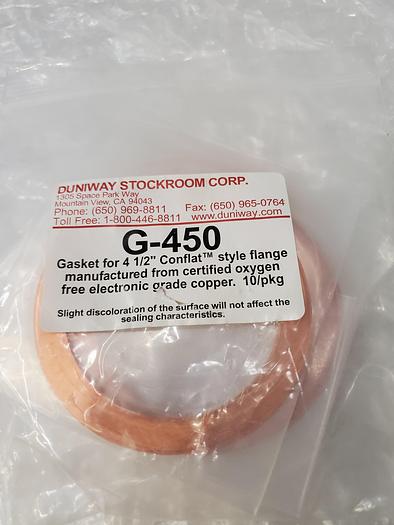 DUNIWAY STOCKROOM CORP.
1305 Space Park Way
Mountain View, CA 94043
Phone: (650) 969-8811 Fax: (650) 965-0764
Toll Free: 1-800-446-8811 www.duniway.com
G-450
Gasket for 4 1/2" Conflat™ style flange
manufactured from certified oxygen
free electronic grade copper. 10/pkg
Slight discoloration of the surface will not affect the
sealing characteristics.